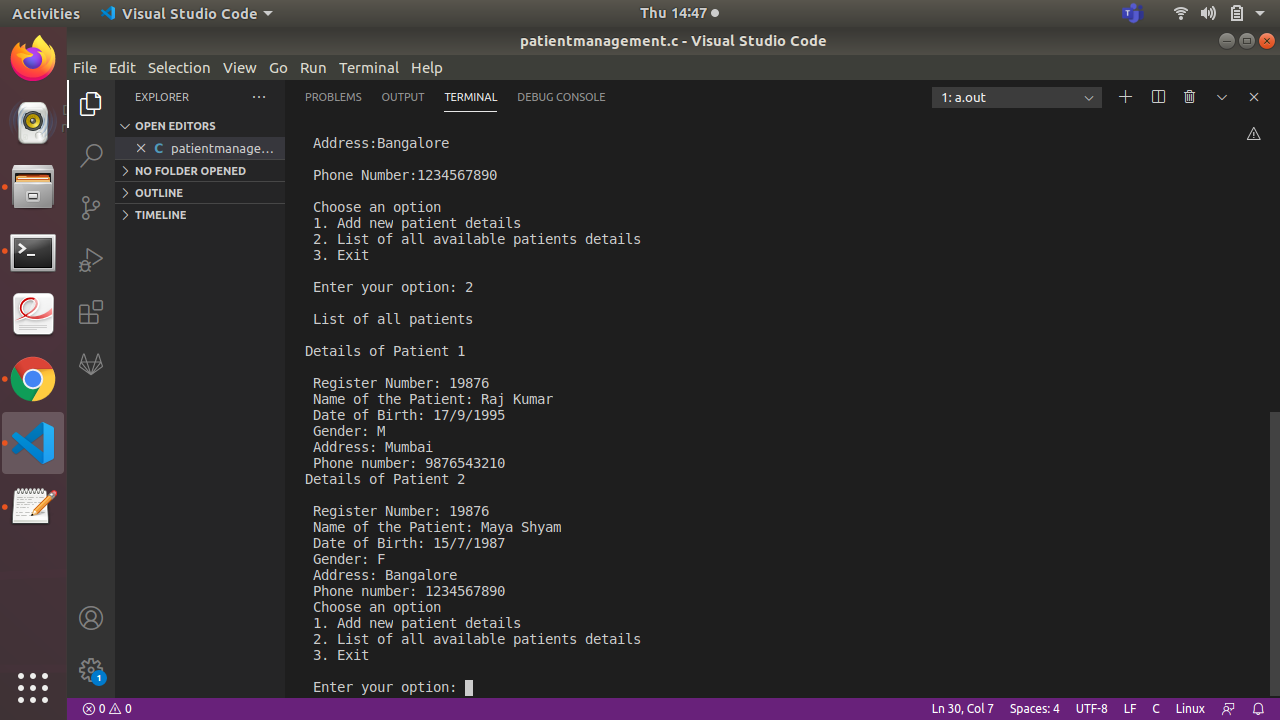 Activities Visual Studio Code Thu 14:47
patientmanagement.c - Visual Studio Code
File Edit Selection View Go Run Terminal Help
EXPLORER ... PROBLEMS OUTPUT TERMINAL DEBUG CONSOLE 1: a.out
OPEN EDITORS
C patientmanage...
NO FOLDER OPENED
OUTLINE
TIMELINE
Address:Bangalore
Phone Number:1234567890
Choose an option
1. Add new patient details
2. List of all available patients details
3. Exit
Enter your option: 2
List of all patients
Details of Patient 1
Register Number: 19876
Name of the Patient: Raj Kumar
Date of Birth: 17/9/1995
Gender: M
Address: Mumbai
Phone number: 9876543210
Details of Patient 2
Register Number: 19876
Name of the Patient: Maya Shyam
Date of Birth: 15/7/1987
Gender: F
Address: Bangalore
Phone number: 1234567890
Choose an option
1. Add new patient details
2. List of all available patients details
3. Exit
Enter your option:
1
0 0 Ln 30, Col 7 Spaces: 4 UTF-8 LF C Linux